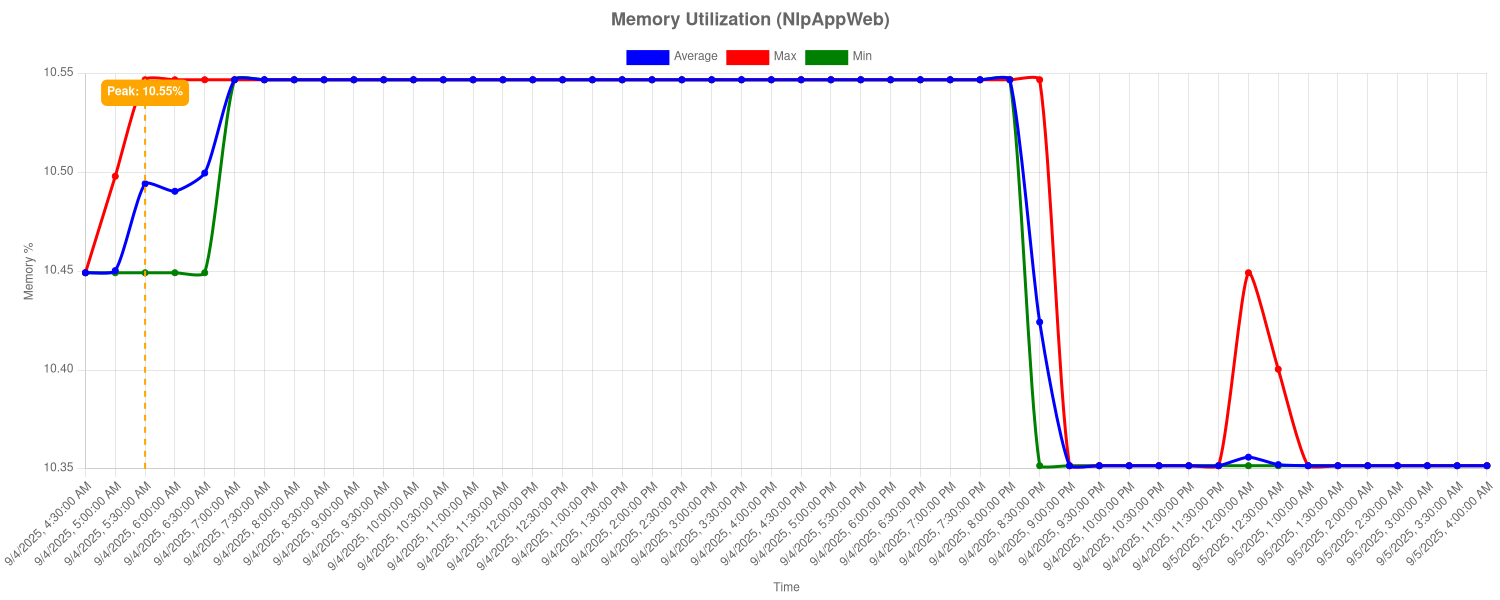 Memory Utilization (NlpAppWeb)
Average Max Min
10.55
Peak: 10.55%
10.50
10.45
Memory %
10.40
10.35
9/4/2025, 4:30:00 AM
9/4/2025, 5:00:00 AM
9/4/2025, 5:30:00 AM
9/4/2025, 6:00:00 AM
9/4/2025, 6:30:00 AM
9/4/2025, 7:00:00 AM
9/4/2025, 7:30:00 AM
9/4/2025, 8:00:00 AM
9/4/2025, 8:30:00 AM
9/4/2025, 9:00:00 AM
9/4/2025, 9:30:00 AM
9/4/2025, 10:00:00 AM
9/4/2025, 10:30:00 AM
9/4/2025, 11:00:00 AM
9/4/2025, 11:30:00 AM
9/4/2025, 12:00:00 PM
9/4/2025, 12:30:00 PM
9/4/2025, 1:00:00 PM
9/4/2025, 1:30:00 PM
9/4/2025, 2:00:00 PM
9/4/2025, 2:30:00 PM
9/4/2025, 3:00:00 PM
9/4/2025, 3:30:00 PM
9/4/2025, 4:00:00 PM
9/4/2025, 4:30:00 PM
9/4/2025, 5:00:00 PM
9/4/2025, 5:30:00 PM
9/4/2025, 6:00:00 PM
9/4/2025, 6:30:00 PM
9/4/2025, 7:00:00 PM
9/4/2025, 7:30:00 PM
9/4/2025, 8:00:00 PM
9/4/2025, 8:30:00 PM
9/4/2025, 9:00:00 PM
9/4/2025, 9:30:00 PM
9/4/2025, 10:00:00 PM
9/4/2025, 10:30:00 PM
9/4/2025, 11:00:00 PM
9/4/2025, 11:30:00 PM
9/5/2025, 12:00:00 AM
9/5/2025, 12:30:00 AM
9/5/2025, 1:00:00 AM
9/5/2025, 1:30:00 AM
9/5/2025, 2:00:00 AM
9/5/2025, 2:30:00 AM
9/5/2025, 3:00:00 AM
9/5/2025, 3:30:00 AM
9/5/2025, 4:00:00 AM
Time